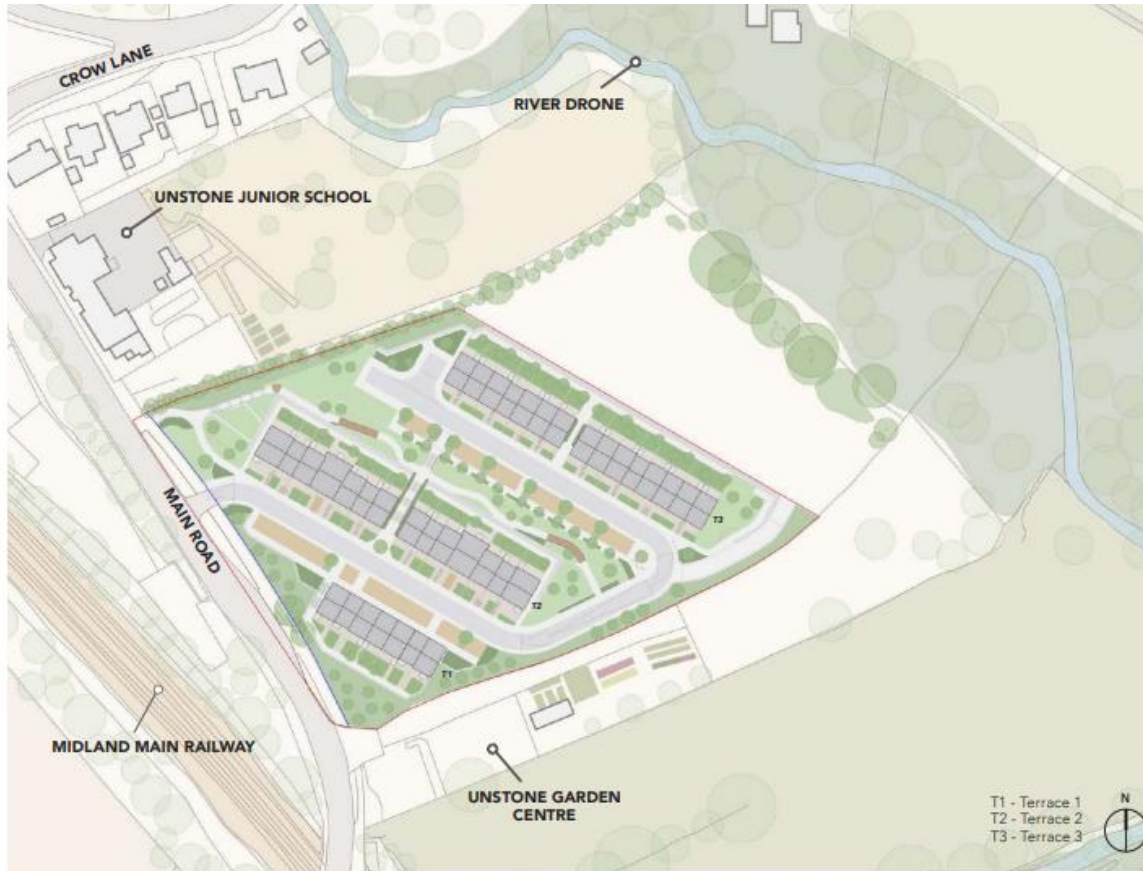 CROW LANE
RIVER DRONE
UNSTONE JUNIOR SCHOOL
MAIN ROAD
T3
T2
T1
MIDLAND MAIN RAILWAY
UNSTONE GARDEN
CENTRE
T1 - Terrace 1
T2 - Terrace 2
T3 - Terrace 3
N